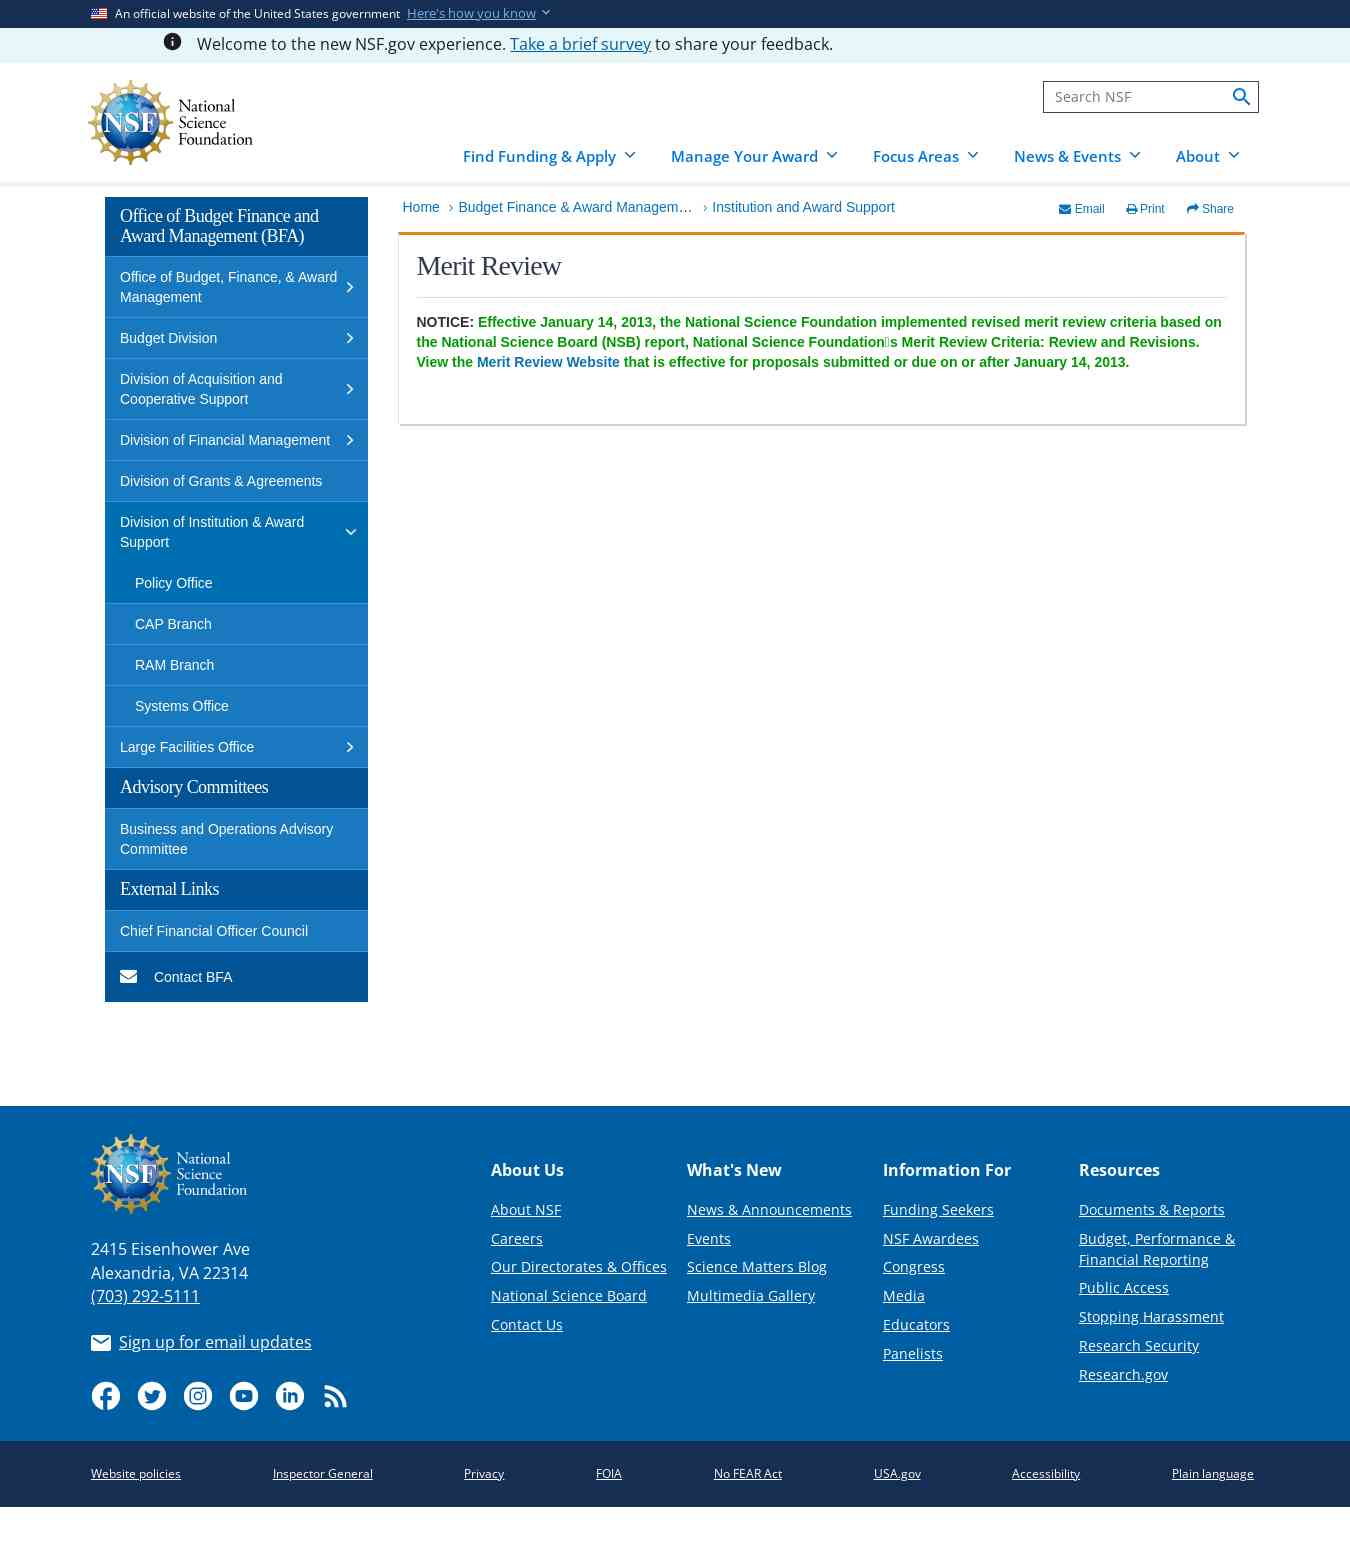 An official website of the United States government Here's how you know
Welcome to the new NSF.gov experience. Take a brief survey to share your feedback.
NSF
National
Science
Foundation
Search NSF
Find Funding & Apply
Manage Your Award
Focus Areas
News & Events
About
Office of Budget Finance and
Award Management (BFA)
Office of Budget, Finance, & Award
Management
Budget Division
Division of Acquisition and
Cooperative Support
Division of Financial Management
Division of Grants & Agreements
Division of Institution & Award
Support
Policy Office
CAP Branch
RAM Branch
Systems Office
Large Facilities Office
Advisory Committees
Business and Operations Advisory
Committee
External Links
Chief Financial Officer Council
Contact BFA
Home › Budget Finance & Award Managem… › Institution and Award Support
Email
Print
Share
Merit Review
NOTICE: Effective January 14, 2013, the National Science Foundation implemented revised merit review criteria based on
the National Science Board (NSB) report, National Science Foundation▯s Merit Review Criteria: Review and Revisions.
View the Merit Review Website that is effective for proposals submitted or due on or after January 14, 2013.
NSF
National
Science
Foundation
2415 Eisenhower Ave
Alexandria, VA 22314
(703) 292-5111
Sign up for email updates
About Us
About NSF
Careers
Our Directorates & Offices
National Science Board
Contact Us
What's New
News & Announcements
Events
Science Matters Blog
Multimedia Gallery
Information For
Funding Seekers
NSF Awardees
Congress
Media
Educators
Panelists
Resources
Documents & Reports
Budget, Performance &
Financial Reporting
Public Access
Stopping Harassment
Research Security
Research.gov
Website policies
Inspector General
Privacy
FOIA
No FEAR Act
USA.gov
Accessibility
Plain language